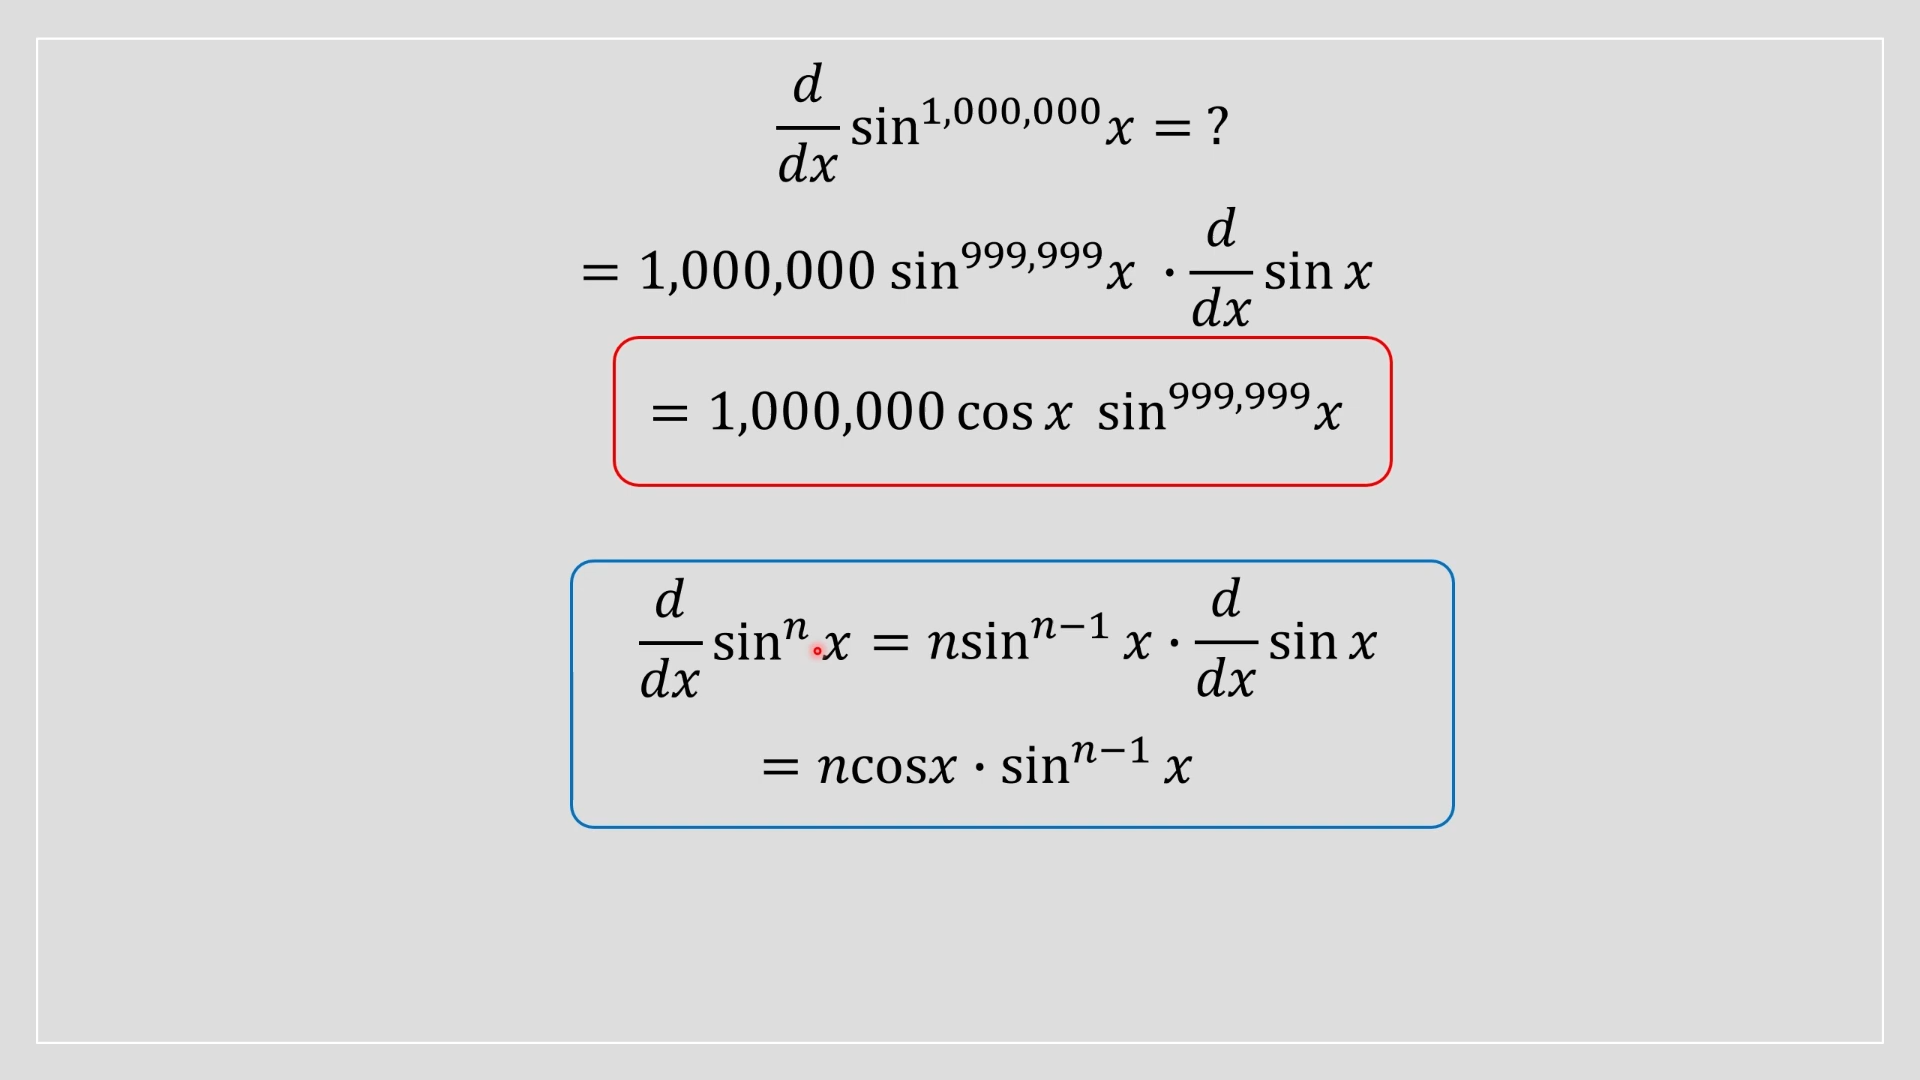 d/dx sin^1,000,000 x = ?
= 1,000,000 sin^999,999 x · d/dx sin x
= 1,000,000 cos x sin^999,999 x
d/dx sin^n x = nsin^n−1 x · d/dx sin x
= ncosx · sin^n−1 x